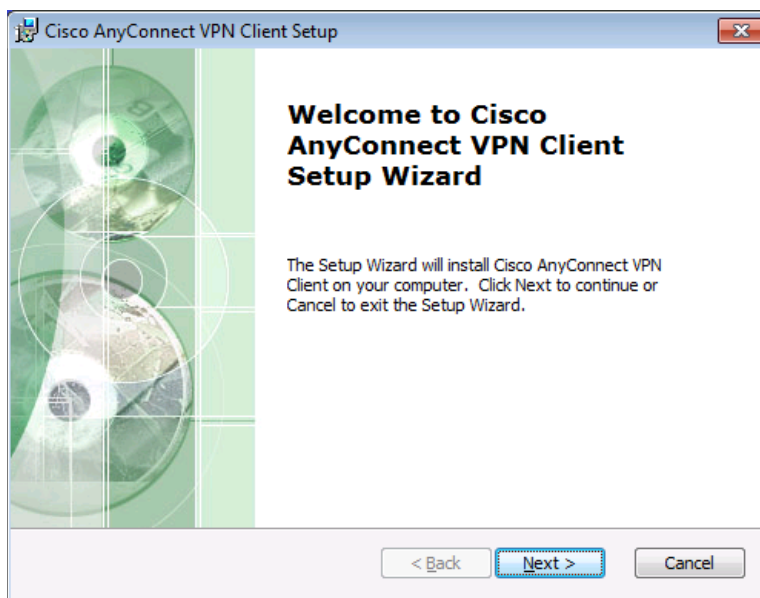 Cisco AnyConnect VPN Client Setup
Welcome to Cisco
AnyConnect VPN Client
Setup Wizard
The Setup Wizard will install Cisco AnyConnect VPN
Client on your computer. Click Next to continue or
Cancel to exit the Setup Wizard.
< Back
Next >
Cancel